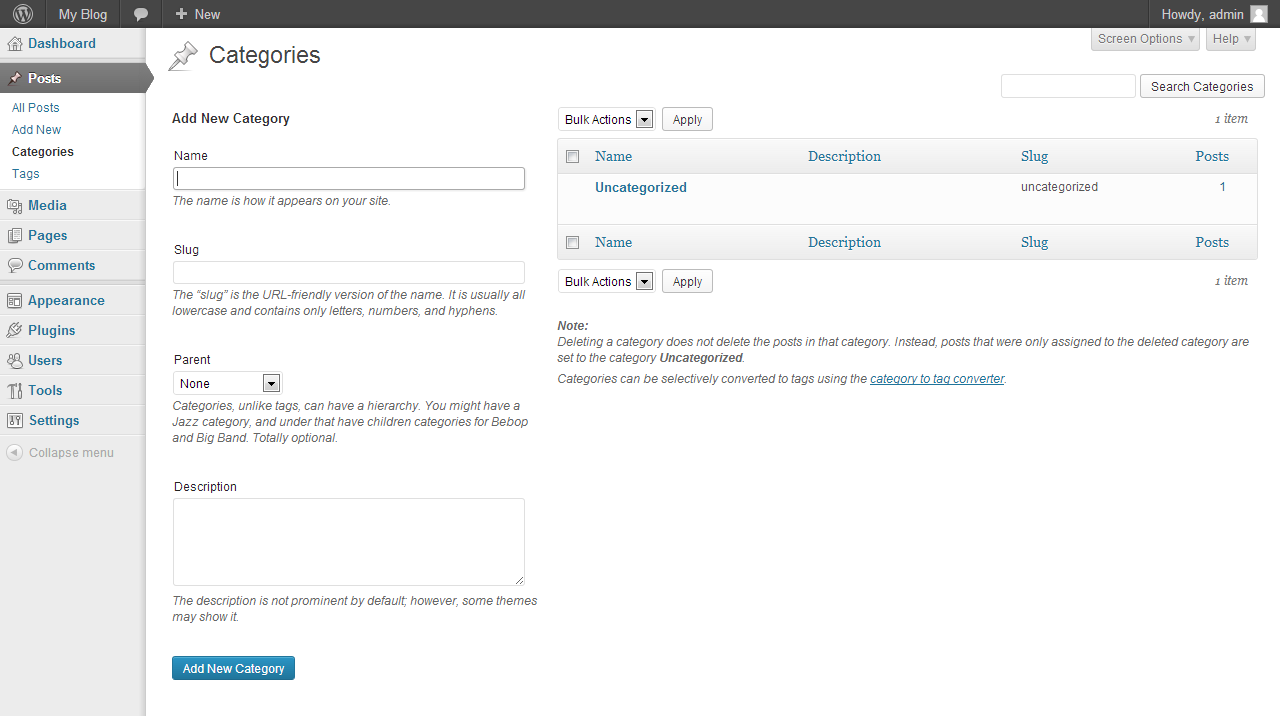 My Blog
New
Howdy, admin
Dashboard
Posts
All Posts
Add New
Categories
Tags
Media
Pages
Comments
Appearance
Plugins
Users
Tools
Settings
Collapse menu
Screen Options
Help
Categories
Search Categories
Add New Category
Name
The name is how it appears on your site.
Slug
The “slug” is the URL-friendly version of the name. It is usually all
lowercase and contains only letters, numbers, and hyphens.
Parent
None
Categories, unlike tags, can have a hierarchy. You might have a
Jazz category, and under that have children categories for Bebop
and Big Band. Totally optional.
Description
The description is not prominent by default; however, some themes
may show it.
Add New Category
Bulk Actions Apply 1 item
Name Description Slug Posts
Uncategorized uncategorized 1
Name Description Slug Posts
Bulk Actions Apply 1 item
Note:
Deleting a category does not delete the posts in that category. Instead, posts that were only assigned to the deleted category are
set to the category Uncategorized.
Categories can be selectively converted to tags using the category to tag converter.